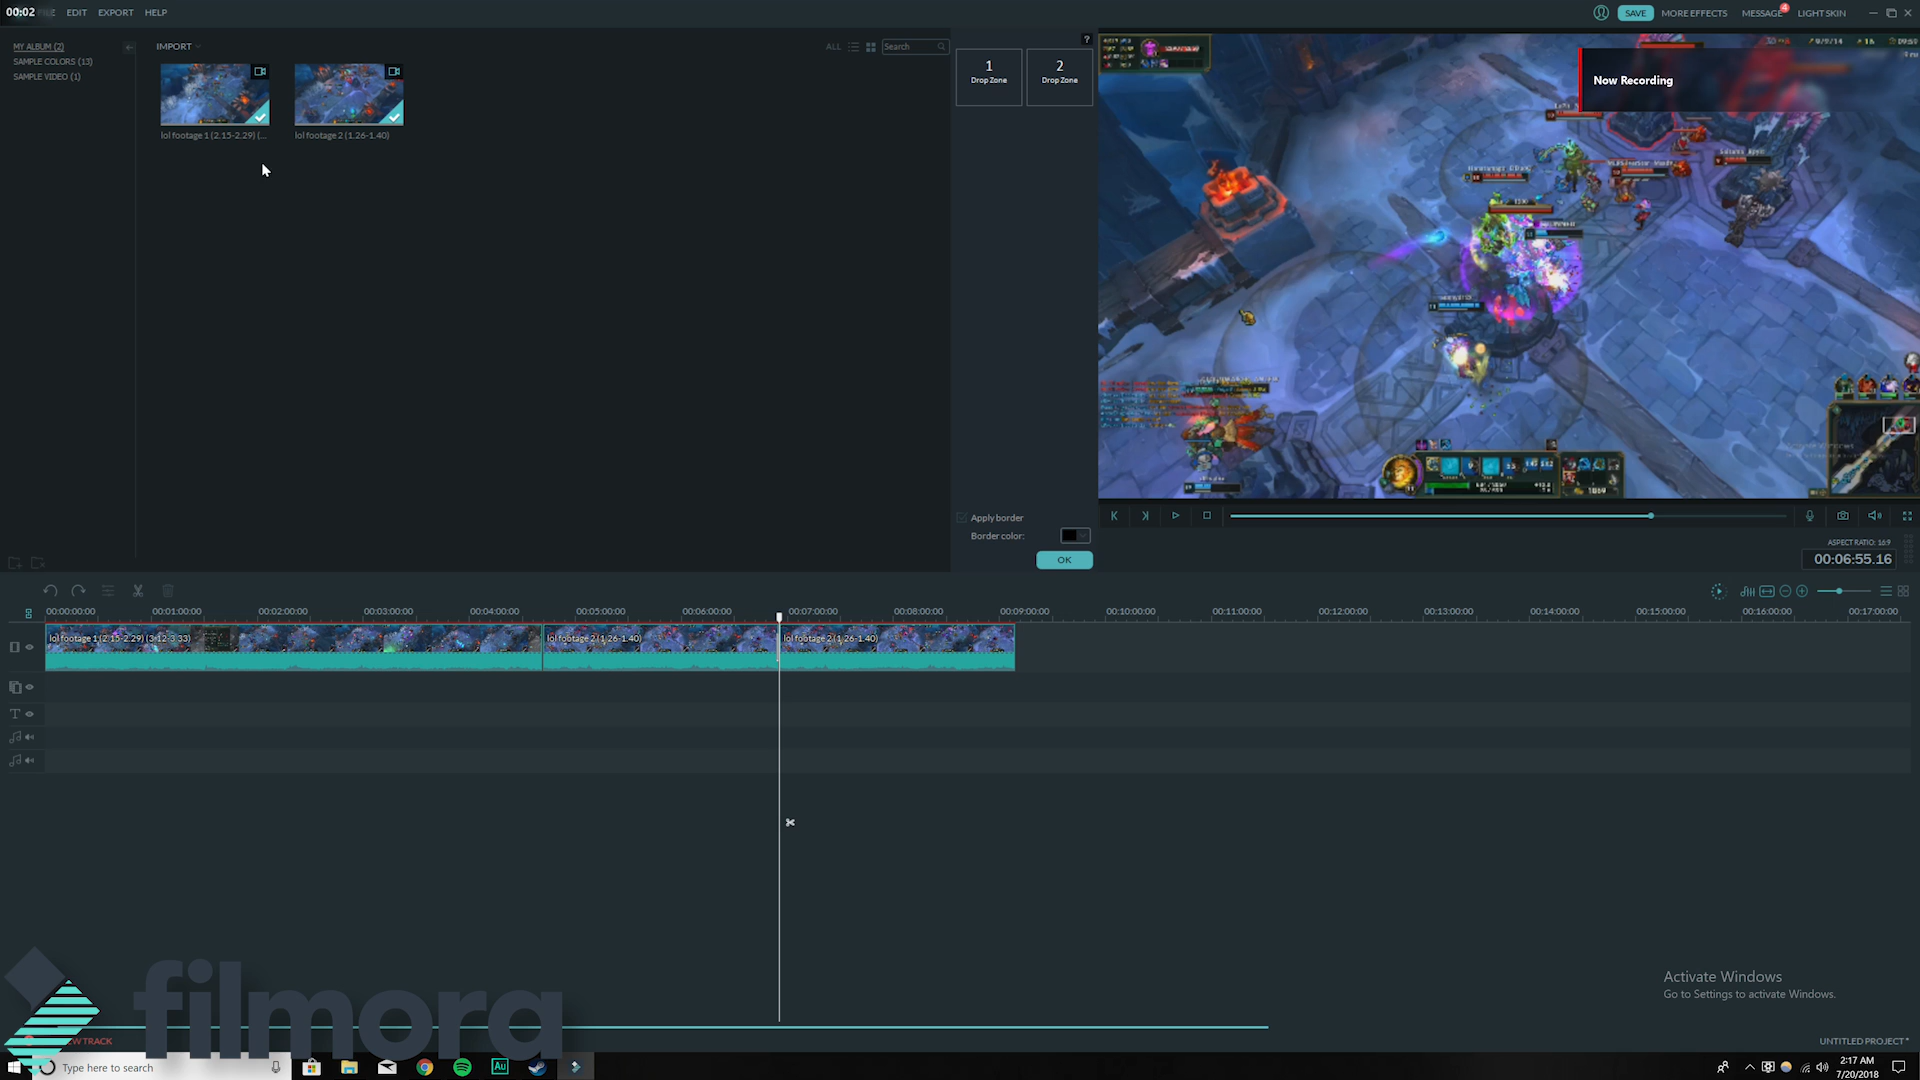 00:02
EDIT
EXPORT
HELP
SAVE
MORE EFFECTS
MESSAGE
4
LIGHT SKIN
MY ALBUM (2)
SAMPLE COLORS (13)
SAMPLE VIDEO (1)
IMPORT
ALL
Search
lol footage 1 (2.15-2.29) (...
lol footage 2 (1.26-1.40)
?
1
Drop Zone
2
Drop Zone
Now Recording
Apply border
Border color:
OK
ASPECT RATIO: 16:9
00:06:55.16
00:00:00:00
00:01:00:00
00:02:00:00
00:03:00:00
00:04:00:00
00:05:00:00
00:06:00:00
00:07:00:00
00:08:00:00
00:09:00:00
00:10:00:00
00:11:00:00
00:12:00:00
00:13:00:00
00:14:00:00
00:15:00:00
00:16:00:00
00:17:00:00
lol footage 1 (2.15-2.29) (3.12-3.33)
lol footage 2 (1.26-1.40)
lol footage 2 (1.26-1.40)
filmora
Activate Windows
Go to Settings to activate Windows.
TRACK
UNTITLED PROJECT*
Type here to search
Au
2:17 AM
7/20/2018